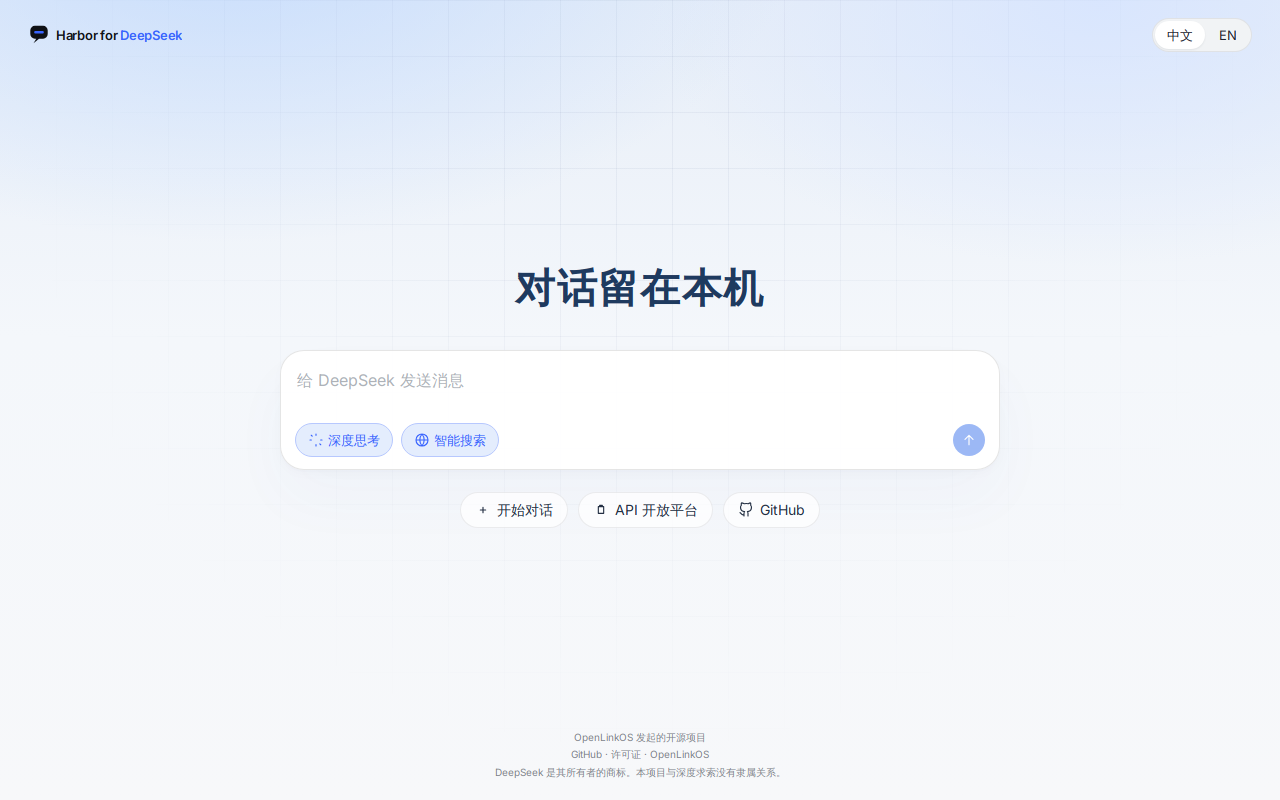 Harbor for DeepSeek
中文 EN
对话留在本机
给 DeepSeek 发送消息
深度思考 智能搜索
开始对话 API 开放平台 GitHub
OpenLinkOS 发起的开源项目
GitHub · 许可证 · OpenLinkOS
DeepSeek 是其所有者的商标。本项目与深度求索没有隶属关系。